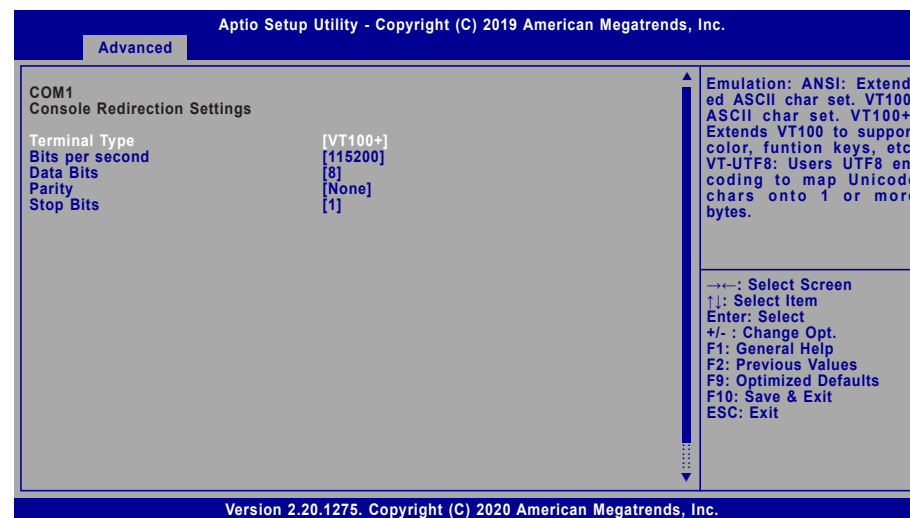 Aptio Setup Utility - Copyright (C) 2019 American Megatrends, Inc.
Advanced
COM1
Console Redirection Settings
Terminal Type [VT100+]
Bits per second [115200]
Data Bits [8]
Parity [None]
Stop Bits [1]
Emulation: ANSI: Extend
ed ASCII char set. VT100
ASCII char set. VT100+
Extends VT100 to suppor
color, funtion keys, etc
VT-UTF8: Users UTF8 en
coding to map Unicod
chars onto 1 or mor
bytes.
→←: Select Screen
↑↓: Select Item
Enter: Select
+/- : Change Opt.
F1: General Help
F2: Previous Values
F9: Optimized Defaults
F10: Save & Exit
ESC: Exit
Version 2.20.1275. Copyright (C) 2020 American Megatrends, Inc.